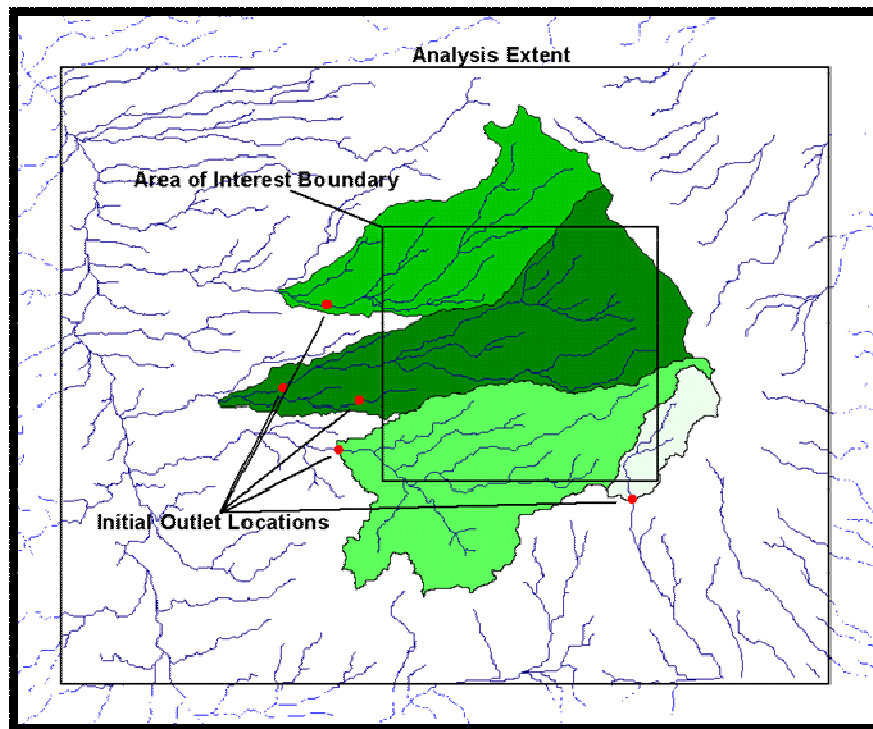 Analysis Extent
Area of Interest Boundary
Initial Outlet Locations